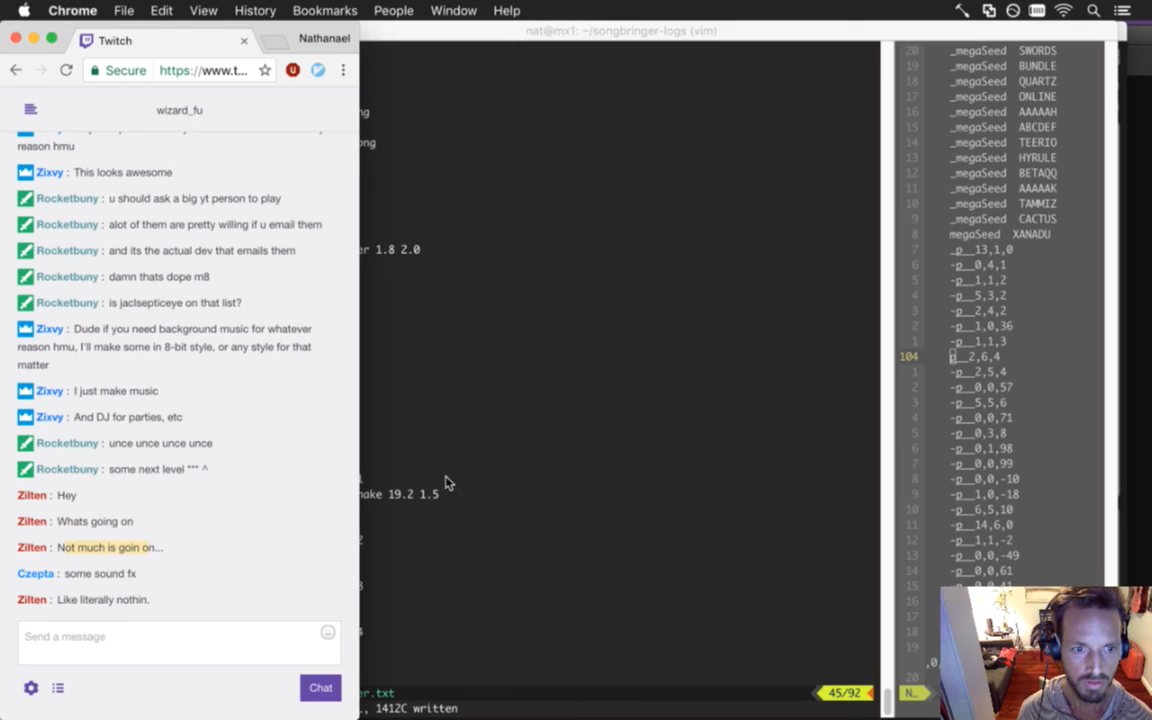 Chrome File Edit View History Bookmarks People Window Help
Twitch
Nathanael
nat@mx1: ~/songbringer-logs (vim)
Secure https://www.t...
wizard_fu
reason hmu
Zixvy : This looks awesome
Rocketbuny : u should ask a big yt person to play
Rocketbuny : alot of them are pretty willing if u email them
Rocketbuny : and its the actual dev that emails them
Rocketbuny : damn thats dope m8
Rocketbuny : is jaclsepticeye on that list?
Zixvy : Dude if you need background music for whatever
reason hmu, I'll make some in 8-bit style, or any style for that
matter
Zixvy : I just make music
Zixvy : And DJ for parties, etc
Rocketbuny : unce unce unce unce
Rocketbuny : some next level *** ^
Zilten : Hey
Zilten : Whats going on
Zilten : Not much is goin on...
Czepta : some sound fx
Zilten : Like literally nothin.
Send a message
Chat
ng
ong
er 1.8 2.0
ake 19.2 1.5
2
3
4
er.txt
45/92
, 1412C written
20 _megaSeed SWORDS
19 _megaSeed BUNDLE
18 _megaSeed QUARTZ
17 _megaSeed ONLINE
16 _megaSeed AAAAAH
15 _megaSeed ABCDEF
14 _megaSeed TEERIO
13 _megaSeed HYRULE
12 _megaSeed BETAQQ
11 _megaSeed AAAAAK
10 _megaSeed TAMMIZ
9 _megaSeed CACTUS
8 megaSeed XANADU
7 _p__13,1,0
6 -p__0,4,1
5 -p__1,1,2
4 -p__5,3,2
3 -p__2,4,2
2 -p__1,0,36
1 -p__1,1,3
104 p__2,6,4
1 -p__2,5,4
2 -p__0,0,57
3 -p__5,5,6
4 -p__0,0,71
5 -p__0,3,8
6 -p__0,1,98
7 -p__0,0,99
8 -p__0,0,-10
9 -p__1,0,-18
10 -p__6,5,10
11 -p__14,6,0
12 -p__1,1,-2
13 -p__0,0,-49
14 -p__0,0,61
15
16
17
18
19
,0,
20
N...